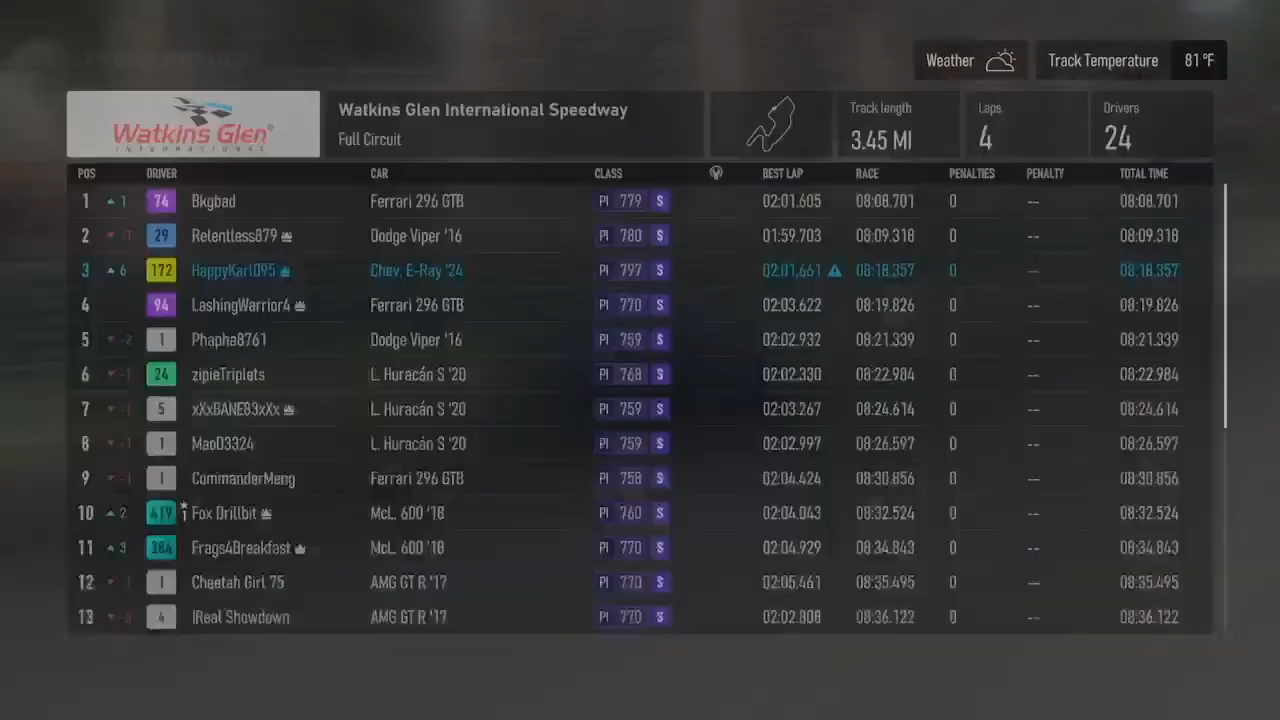 Weather Track Temperature 81 °F
Watkins Glen International Speedway
Full Circuit
Watkins Glen
INTERNATIONAL
Track length
3.45 MI
Laps
4
Drivers
24
POS DRIVER CAR CLASS BEST LAP RACE PENALTIES PENALTY TOTAL TIME
1 1 74 Bkgbad Ferrari 296 GTB PI 779 S 02:01.605 08:08.701 0 -- 08:08.701
2 -1 29 Relentless879 Dodge Viper '16 PI 780 S 01:59.703 08:09.318 0 -- 08:09.318
3 6 172 HappyKarl095 Chev. E-Ray '24 PI 797 S 02:01.661 08:18.357 0 -- 08:18.357
4 94 LashingWarrior4 Ferrari 296 GTB PI 770 S 02:03.622 08:19.826 0 -- 08:19.826
5 -2 1 Phapha8761 Dodge Viper '16 PI 759 S 02:02.932 08:21.339 0 -- 08:21.339
6 -1 24 zipieTriplets L. Huracán S '20 PI 768 S 02:02.330 08:22.984 0 -- 08:22.984
7 -1 5 xXxBANE83xXx L. Huracán S '20 PI 759 S 02:03.267 08:24.614 0 -- 08:24.614
8 -1 1 MaoD3324 L. Huracán S '20 PI 759 S 02:02.997 08:26.597 0 -- 08:26.597
9 -1 1 CommanderMeng Ferrari 296 GTB PI 758 S 02:04.424 08:30.856 0 -- 08:30.856
10 2 419 1 Fox Drillbit McL. 600 '18 PI 760 S 02:04.043 08:32.524 0 -- 08:32.524
11 3 384 Frags4Breakfast McL. 600 '18 PI 770 S 02:04.929 08:34.843 0 -- 08:34.843
12 -1 1 Cheetah Girl 75 AMG GT R '17 PI 770 S 02:05.461 08:35.495 0 -- 08:35.495
13 4 IReal Showdown AMG GT R '17 PI 770 S 02:02.808 08:36.122 0 -- 08:36.122